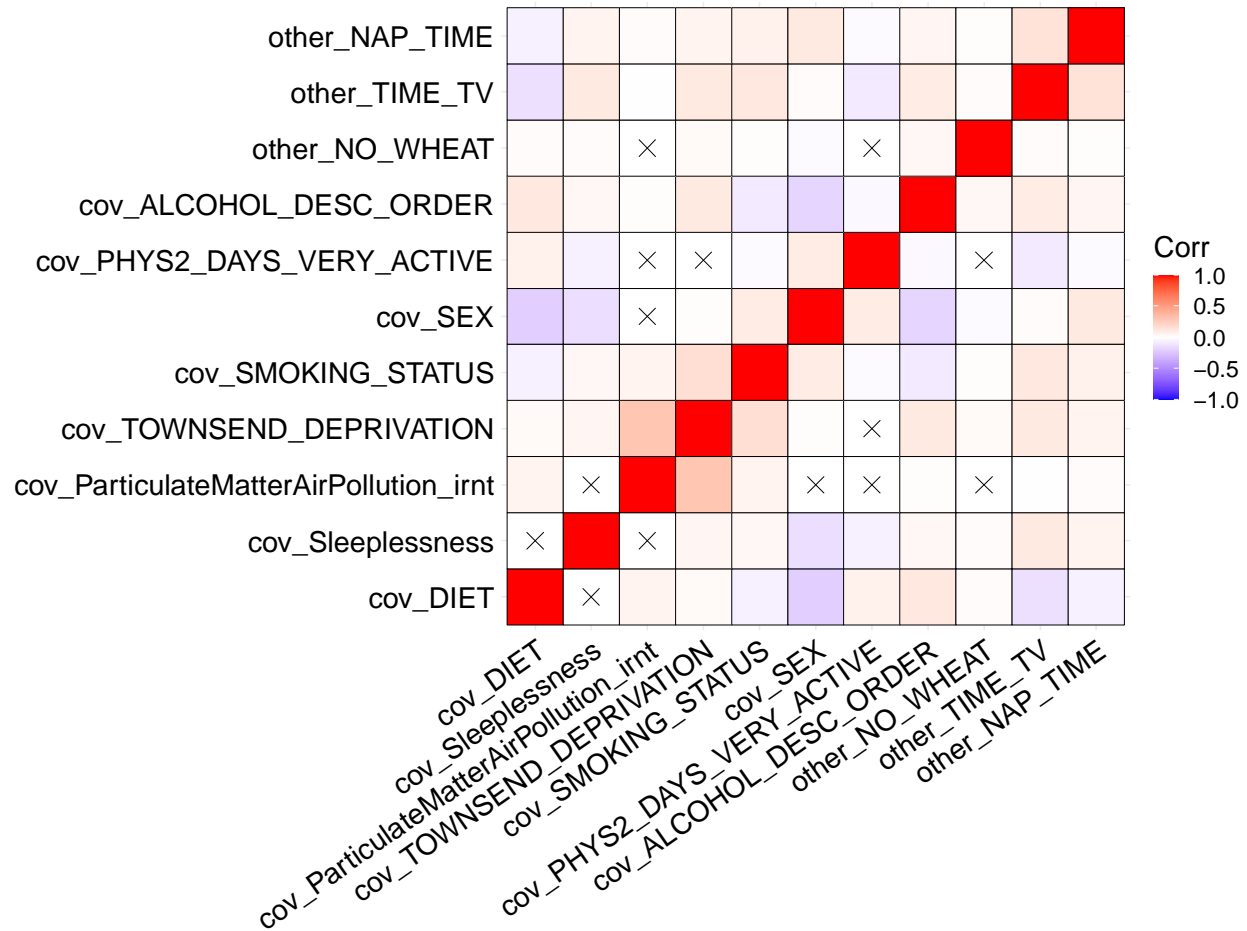 other_NAP_TIME
other_TIME_TV
other_NO_WHEAT
cov_ALCOHOL_DESC_ORDER
cov_PHYS2_DAYS_VERY_ACTIVE
cov_SEX
cov_SMOKING_STATUS
cov_TOWNSEND_DEPRIVATION
cov_ParticulateMatterAirPollution_irnt
cov_Sleeplessness
cov_DIET
cov_DIET
cov_Sleeplessness
cov_ParticulateMatterAirPollution_irnt
cov_TOWNSEND_DEPRIVATION
cov_SMOKING_STATUS
cov_SEX
cov_PHYS2_DAYS_VERY_ACTIVE
cov_ALCOHOL_DESC_ORDER
other_NO_WHEAT
other_TIME_TV
other_NAP_TIME
Corr
1.0
0.5
0.0
−0.5
−1.0